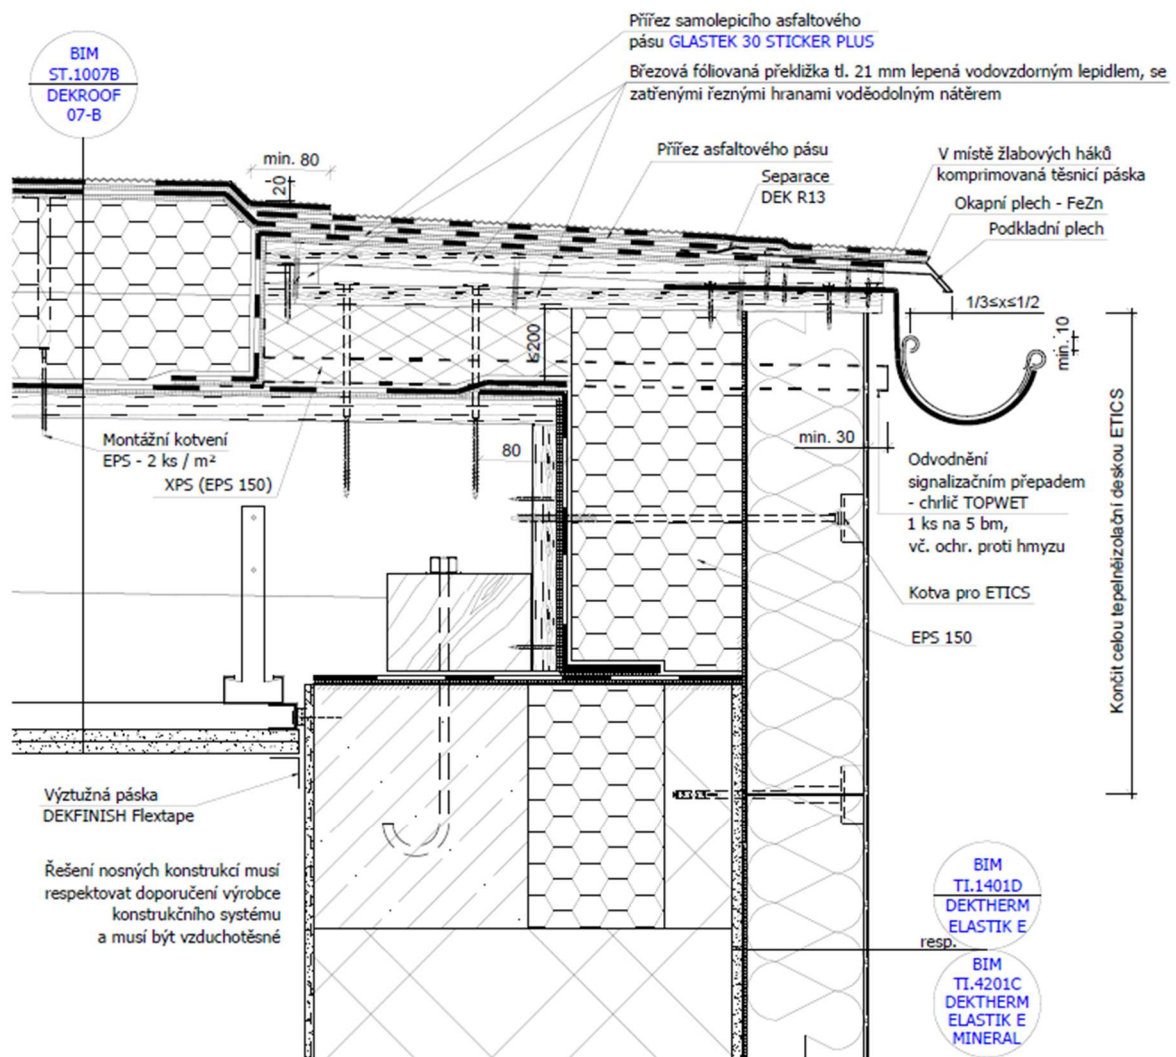 Přířez samolepicího asfaltového
pásu GLASTEK 30 STICKER PLUS
BIM
ST.1007B
DEKROOF
07-B
Březová fóliovaná překližka tl. 21 mm lepená vodovzdorným lepidlem, se
zatřenými řeznými hranami voděodolným nátěrem
min. 80
20
Přířez asfaltového pásu
Separace
DEK R13
V místě žlabových háků
komprimovaná těsnicí páska
Okapní plech - FeZn
Podkladní plech
1/3≤x≤1/2
≤200
min. 10
Montážní kotvení
EPS - 2 ks / m²
XPS (EPS 150)
80
min. 30
Odvodnění
signalizačním přepadem
- chrlič TOPWET
1 ks na 5 bm,
vč. ochr. proti hmyzu
Kotva pro ETICS
EPS 150
Končit celou tepelněizolační deskou ETICS
Výztužná páska
DEKFINISH Flextape
Řešení nosných konstrukcí musí
respektovat doporučení výrobce
konstrukčního systému
a musí být vzduchotěsné
BIM
TI.1401D
DEKTHERM
ELASTIK E
resp.
BIM
TI.4201C
DEKTHERM
ELASTIK E
MINERAL